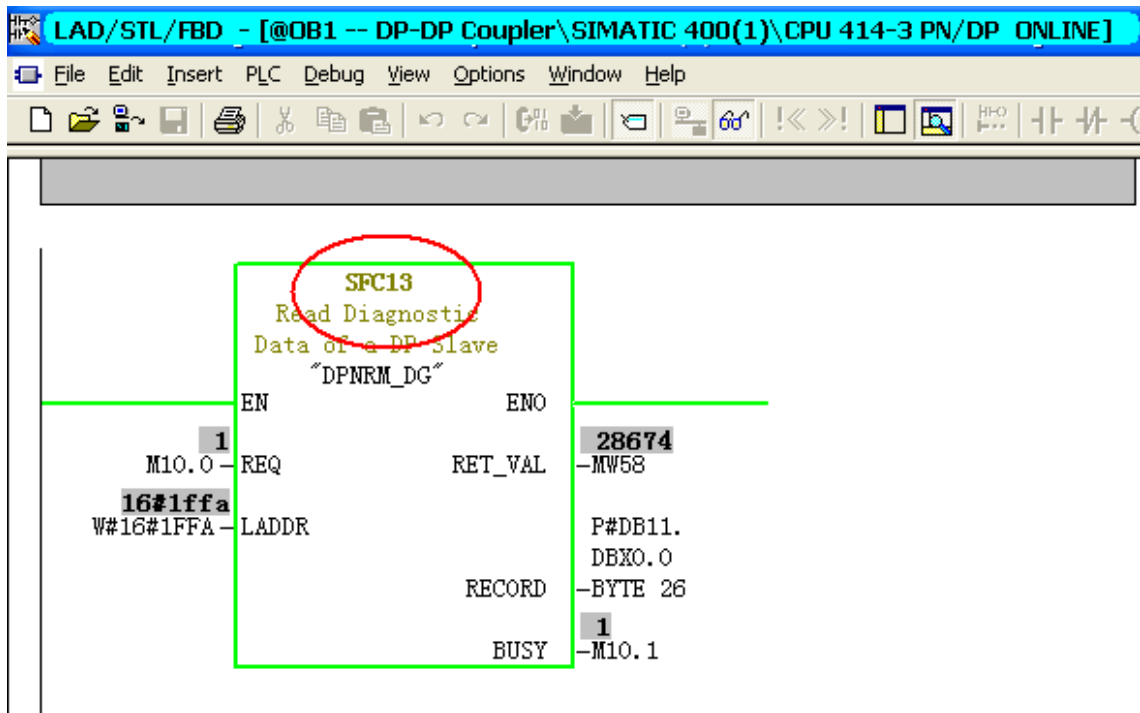 LAD/STL/FBD - [@OB1 -- DP-DP Coupler\SIMATIC 400(1)\CPU 414-3 PN/DP ONLINE]
File Edit Insert PLC Debug View Options Window Help
SFC13
Read Diagnostic
Data of a DP Slave
"DPNRM_DG"
EN ENO
1 28674
M10.0 REQ RET_VAL MW58
16#1ffa
W#16#1FFA LADDR P#DB11.
DBX0.0
RECORD BYTE 26
1
BUSY M10.1